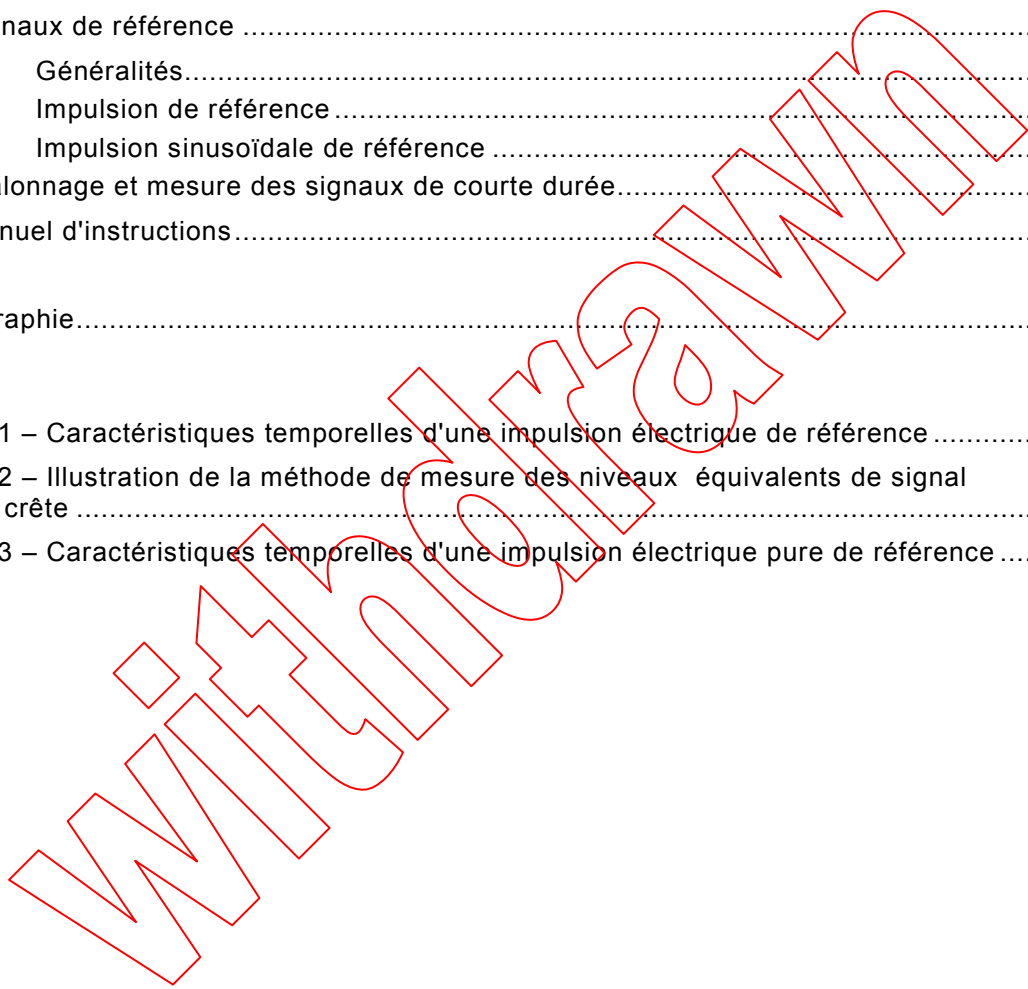 naux de référence
Généralités
Impulsion de référence
Impulsion sinusoïdale de référence
alonnage et mesure des signaux de courte durée
nuel d'instructions
raphie
1 – Caractéristiques temporelles d'une impulsion électrique de référence
2 – Illustration de la méthode de mesure des niveaux équivalents de signal
crête
3 – Caractéristiques temporelles d'une impulsion électrique pure de référence
withdrawn